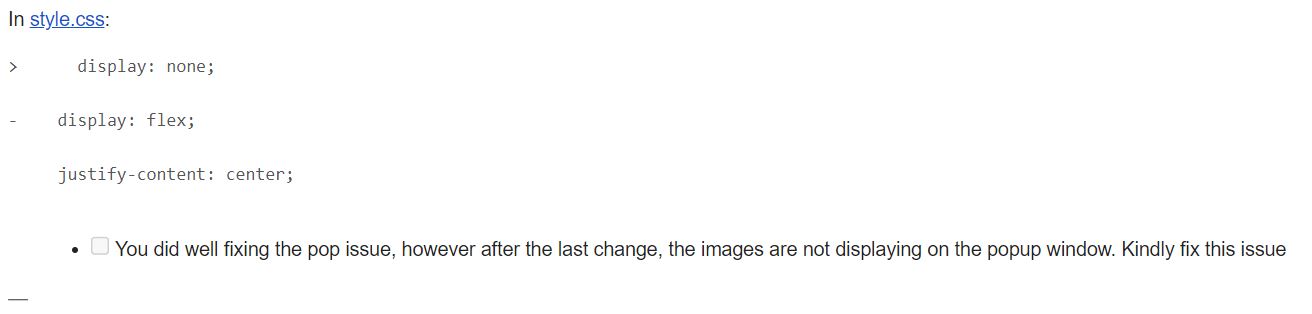 In style.css:
> display: none;
- display: flex;
justify-content: center;
• You did well fixing the pop issue, however after the last change, the images are not displaying on the popup window. Kindly fix this issue
—